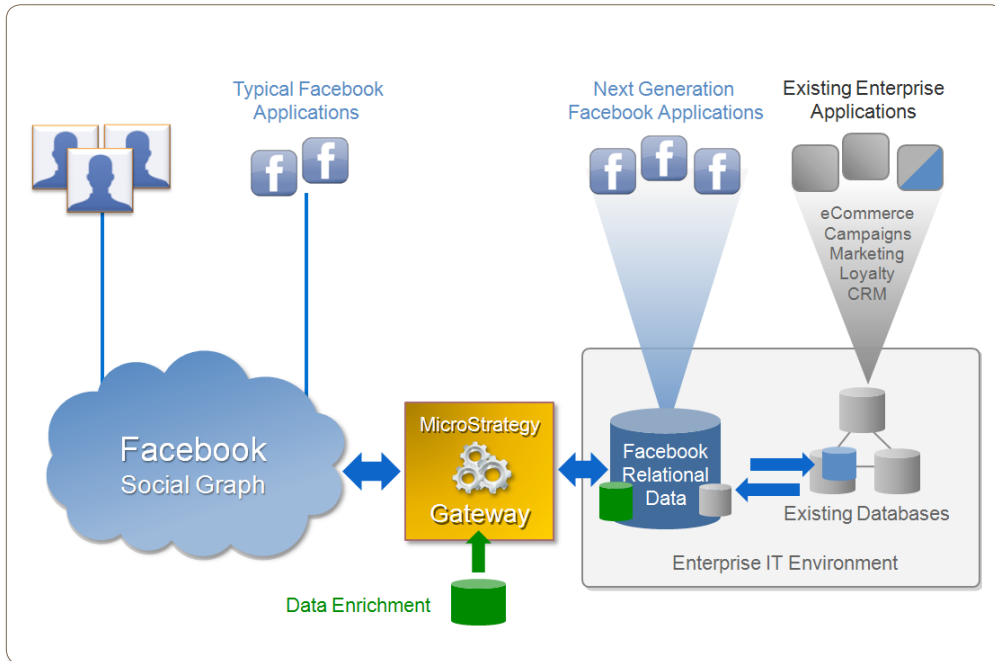 Typical Facebook
Applications
Next Generation
Facebook Applications
Existing Enterprise
Applications
f
f
f
f
f
eCommerce
Campaigns
Marketing
Loyalty
CRM
Facebook
Social Graph
MicroStrategy
Gateway
Facebook
Relational
Data
Existing Databases
Enterprise IT Environment
Data Enrichment